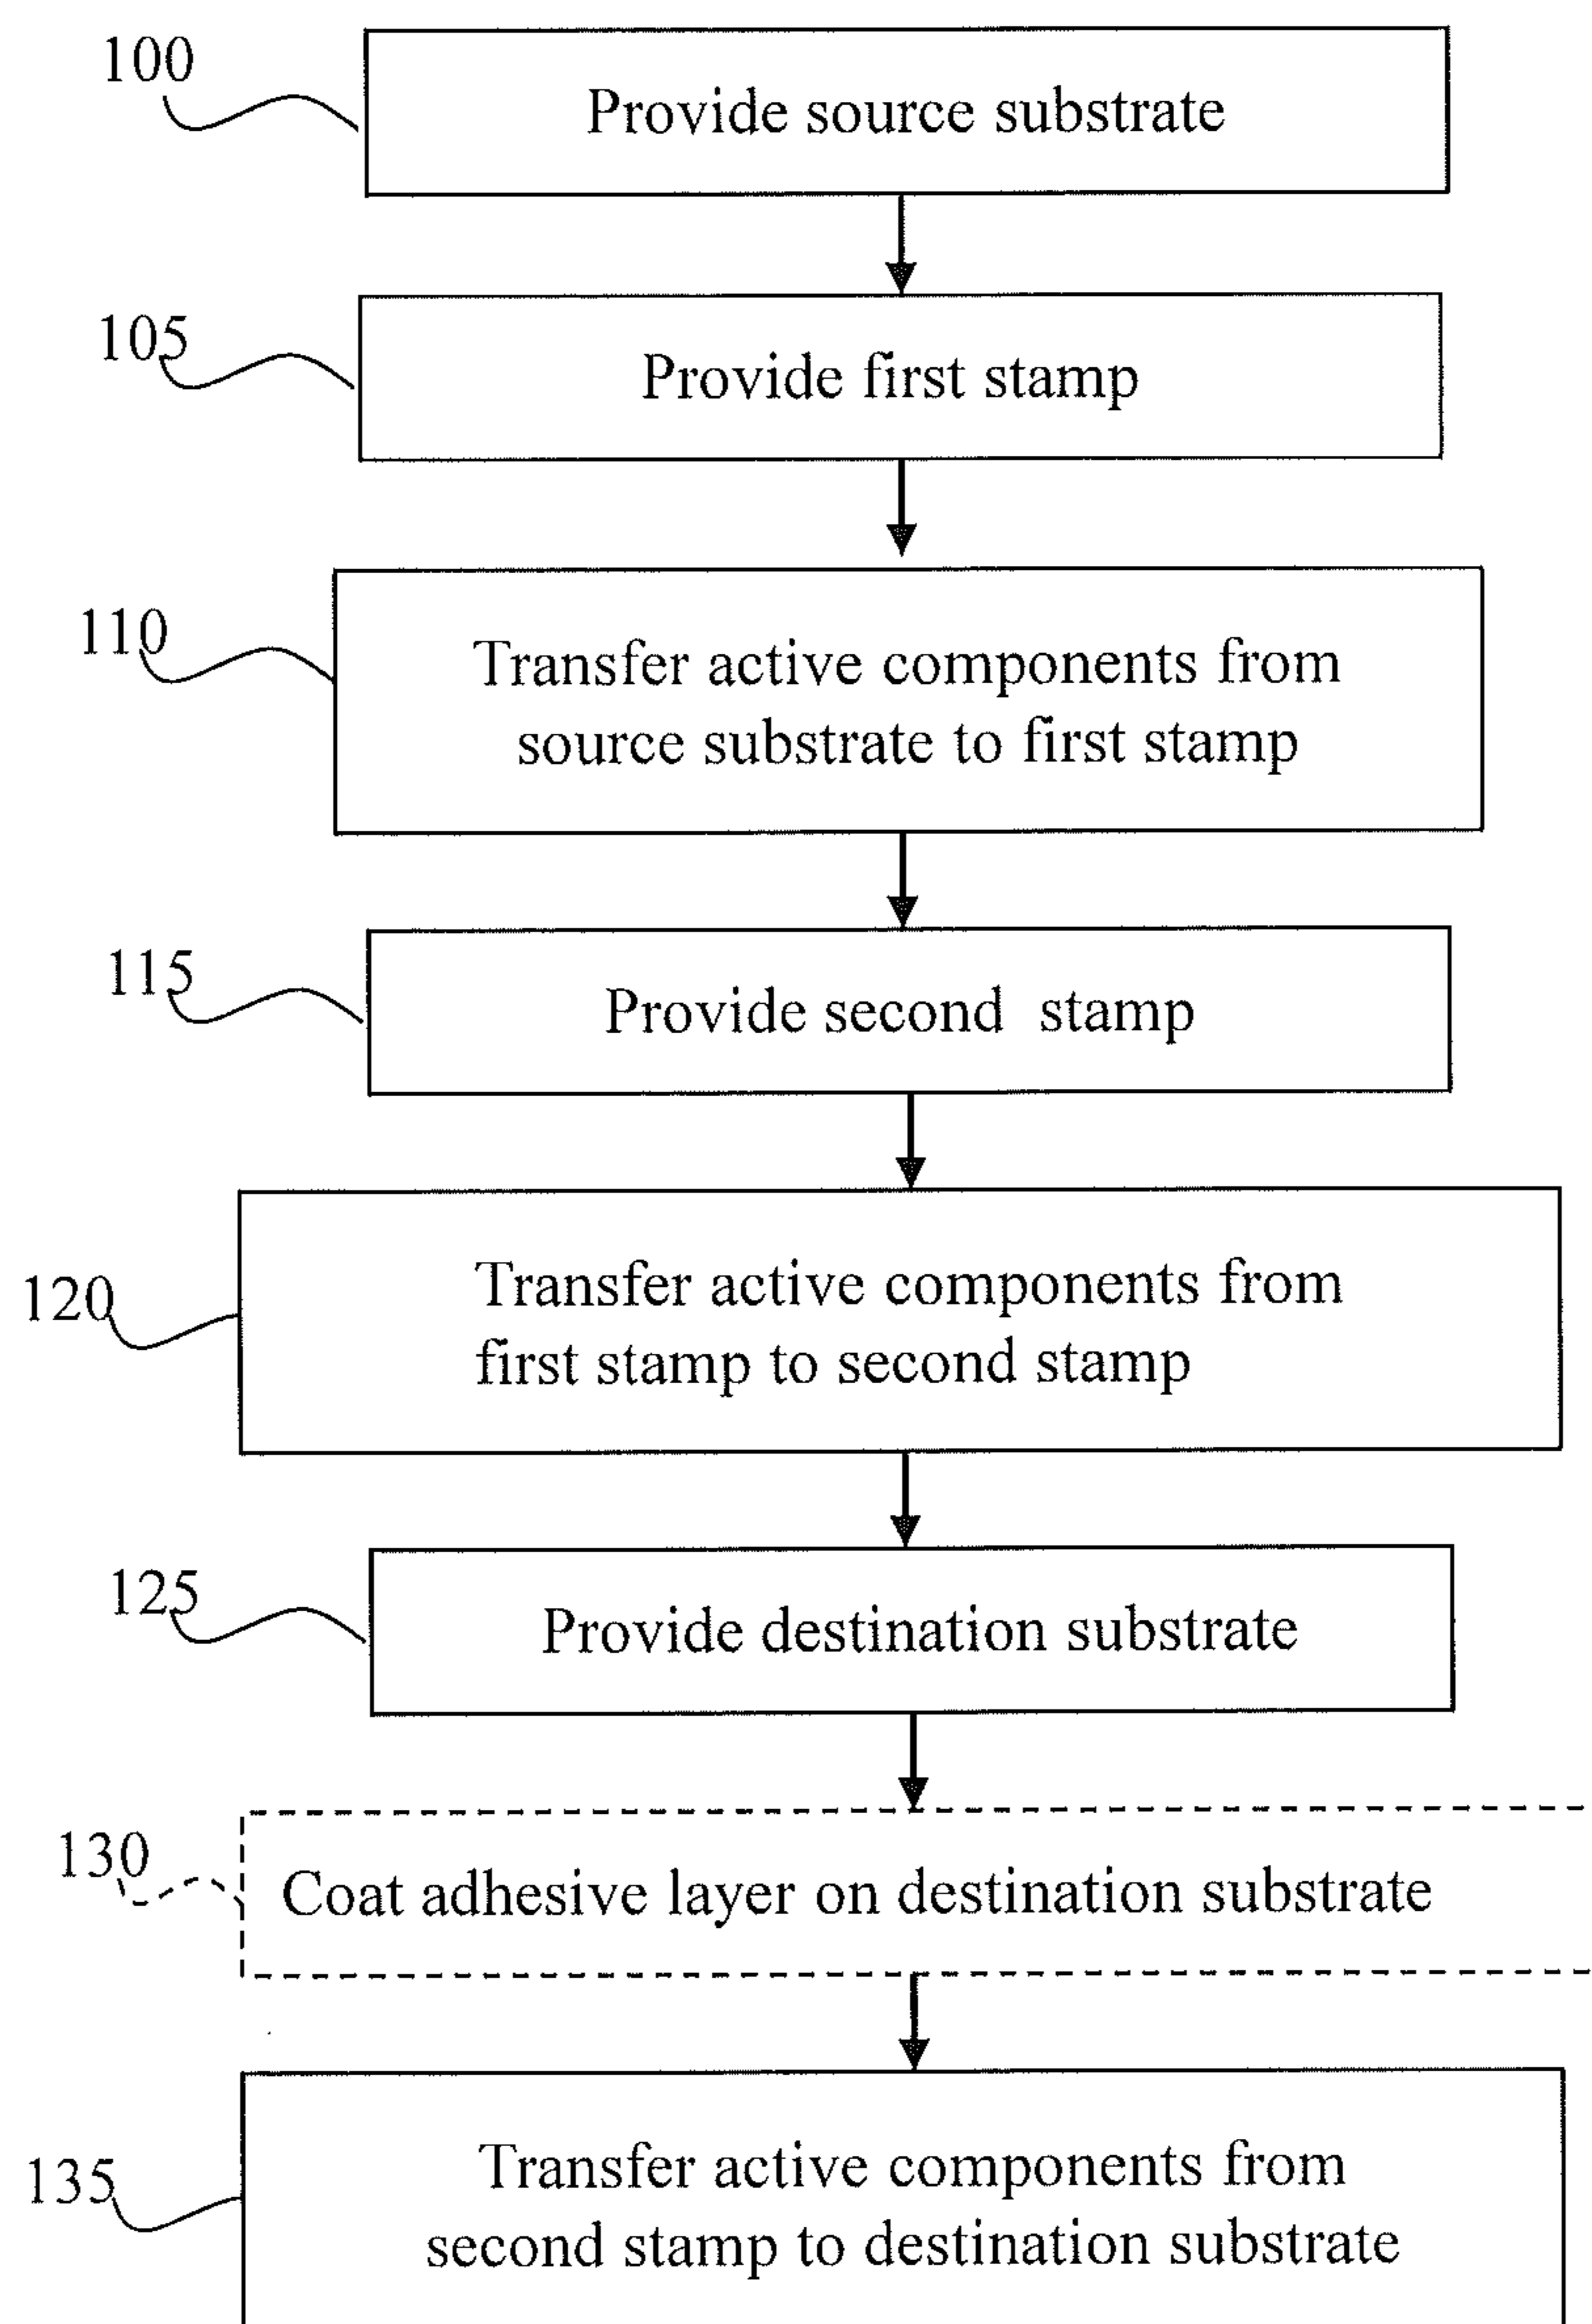 100
Provide source substrate
105
Provide first stamp
110
Transfer active components from
source substrate to first stamp
115
Provide second stamp
120
Transfer active components from
first stamp to second stamp
125
Provide destination substrate
130
Coat adhesive layer on destination substrate
135
Transfer active components from
second stamp to destination substrate